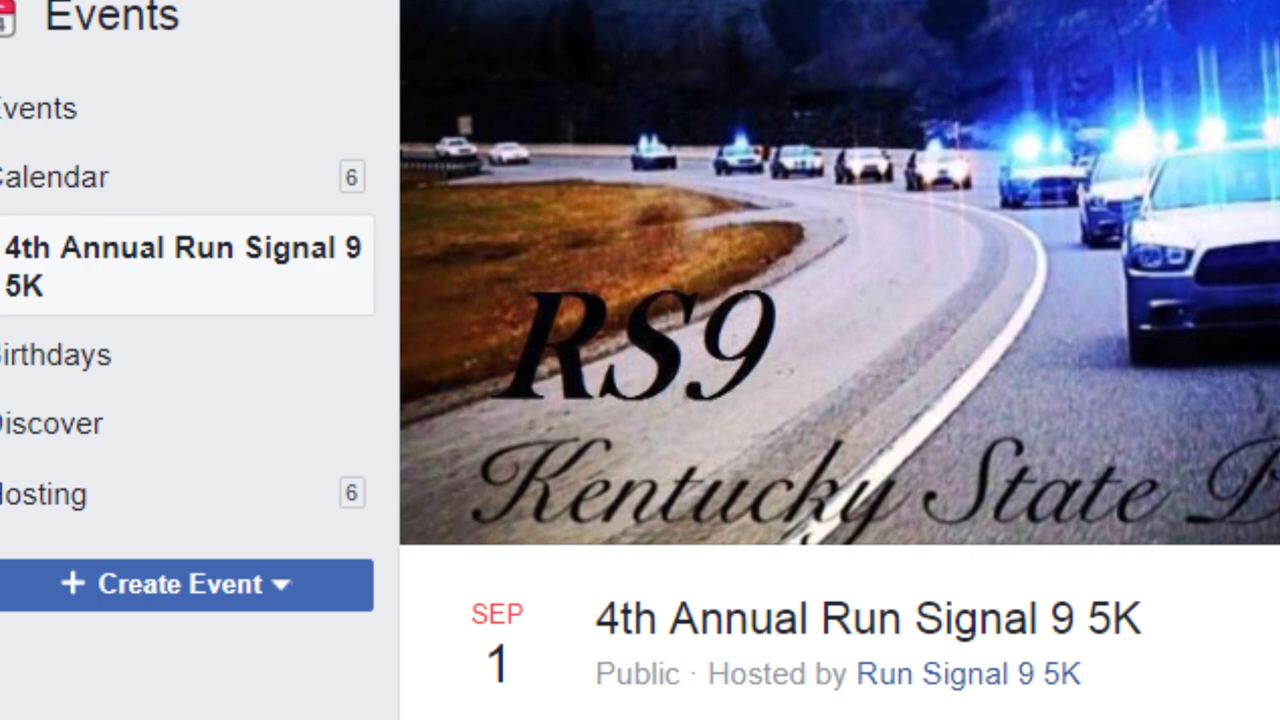 Events
Events
Calendar 6
4th Annual Run Signal 9
5K
Birthdays
Discover
Hosting 6
+ Create Event
RS9
Kentucky State
SEP
1
4th Annual Run Signal 9 5K
Public · Hosted by Run Signal 9 5K